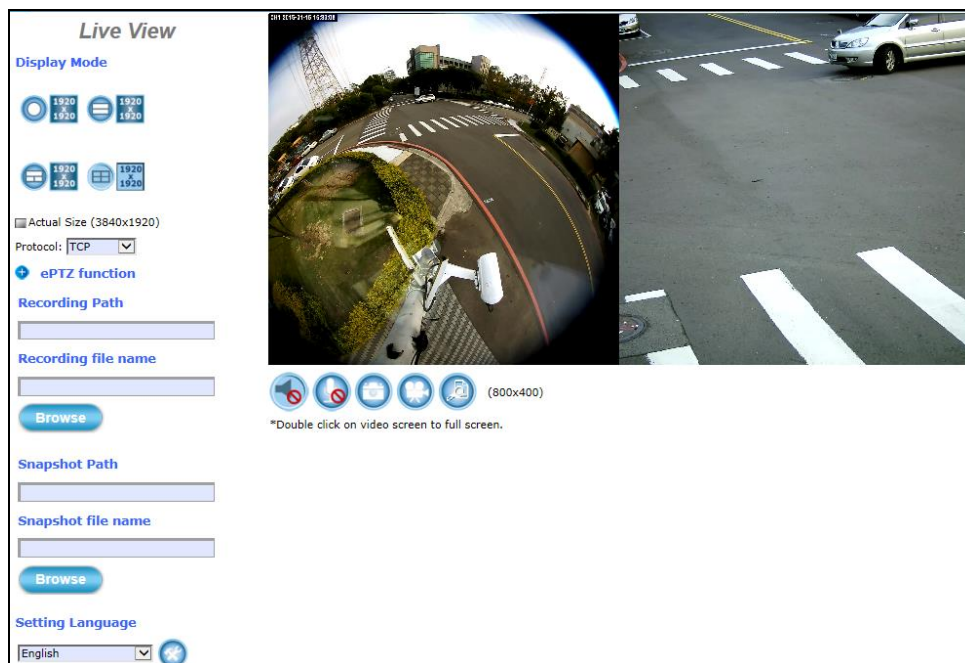 Live View
Display Mode
1920 x 1920
1920 x 1920
1920 x 1920
1920 x 1920
Actual Size (3840x1920)
Protocol: TCP
ePTZ function
Recording Path
Recording file name
Browse
Snapshot Path
Snapshot file name
Browse
Setting Language
English
(800x400)
*Double click on video screen to full screen.